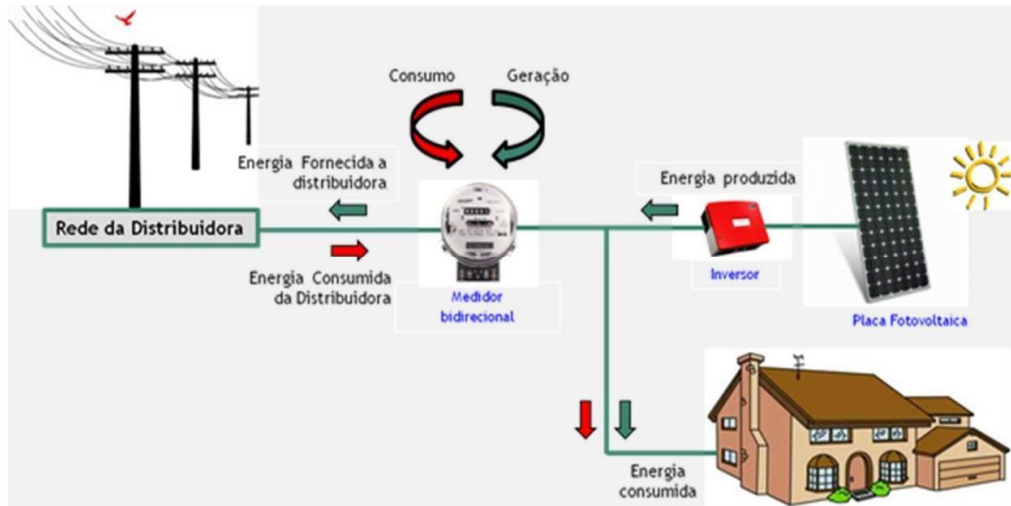 Consumo
Geração
Energia Fornecida a
distribuidora
Energia produzida
Rede da Distribuidora
Energia Consumida
da Distribuidora
Medidor
bidirecional
Inversor
Placa Fotovoltaica
Energia
consumida